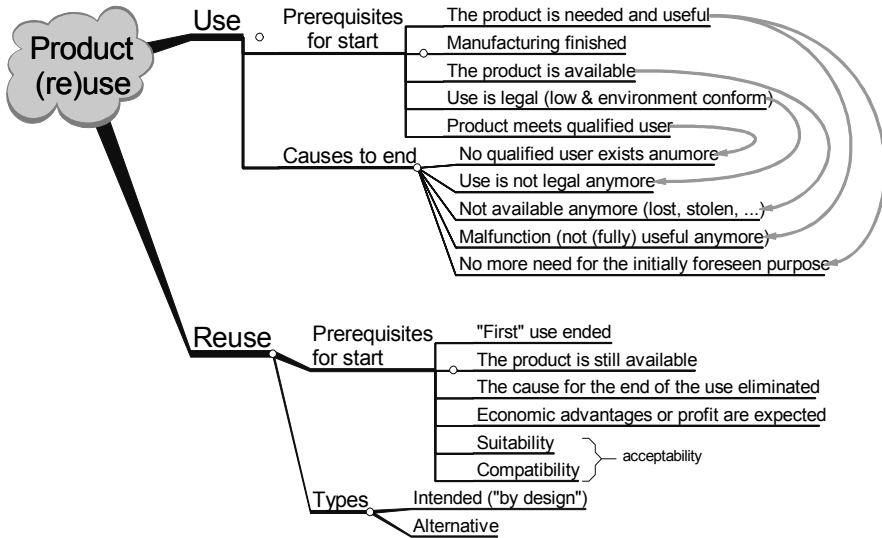 Product
(re)use
Use
Prerequisites
for start
The product is needed and useful
Manufacturing finished
The product is available
Use is legal (low & environment conform)
Product meets qualified user
Causes to end
No qualified user exists anumore
Use is not legal anymore
Not available anymore (lost, stolen, ...)
Malfunction (not (fully) useful anymore)
No more need for the initially foreseen purpose
Reuse
Prerequisites
for start
"First" use ended
The product is still available
The cause for the end of the use eliminated
Economic advantages or profit are expected
Suitability
Compatibility
acceptability
Types
Intended ("by design")
Alternative